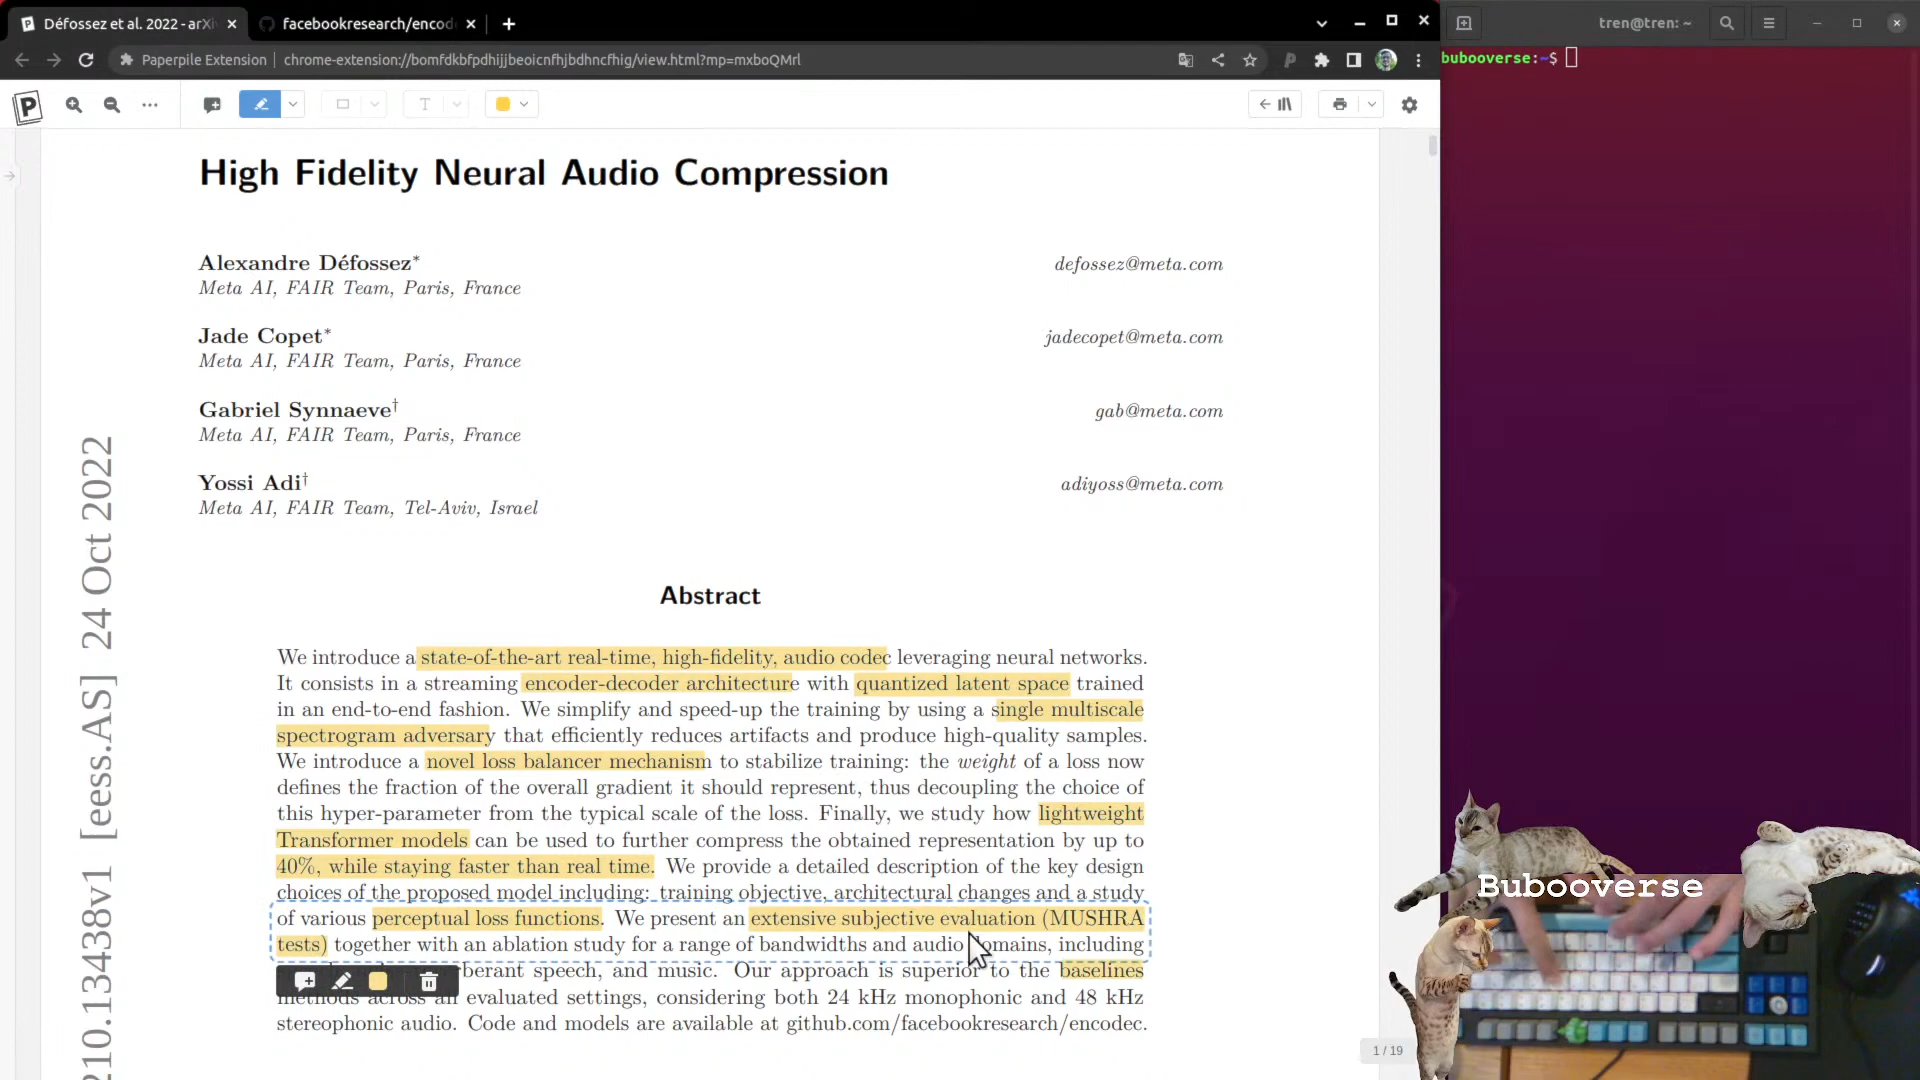 Défossez et al. 2022 - arXi
facebookresearch/encod
tren@tren: ~
Paperpile Extension
chrome-extension://bomfdkbfpdhijjbeoicnfhjbdhncfhig/view.html?mp=mxboQMrl
bubooverse:~$
High Fidelity Neural Audio Compression
Alexandre Défossez*
defossez@meta.com
Meta AI, FAIR Team, Paris, France
Jade Copet*
jadecopet@meta.com
Meta AI, FAIR Team, Paris, France
Gabriel Synnaeve†
gab@meta.com
Meta AI, FAIR Team, Paris, France
Yossi Adi†
adiyoss@meta.com
Meta AI, FAIR Team, Tel-Aviv, Israel
210.13438v1 [eess.AS] 24 Oct 2022
Abstract
We introduce a state-of-the-art real-time, high-fidelity, audio codec leveraging neural networks.
It consists in a streaming encoder-decoder architecture with quantized latent space trained
in an end-to-end fashion. We simplify and speed-up the training by using a single multiscale
spectrogram adversary that efficiently reduces artifacts and produce high-quality samples.
We introduce a novel loss balancer mechanism to stabilize training: the weight of a loss now
defines the fraction of the overall gradient it should represent, thus decoupling the choice of
this hyper-parameter from the typical scale of the loss. Finally, we study how lightweight
Transformer models can be used to further compress the obtained representation by up to
40%, while staying faster than real time. We provide a detailed description of the key design
choices of the proposed model including: training objective, architectural changes and a study
of various perceptual loss functions. We present an extensive subjective evaluation (MUSHRA
tests) together with an ablation study for a range of bandwidths and audio domains, including
berant speech, and music. Our approach is superior to the baselines
methods across all evaluated settings, considering both 24 kHz monophonic and 48 kHz
stereophonic audio. Code and models are available at github.com/facebookresearch/encodec.
1 / 19
Bubooverse